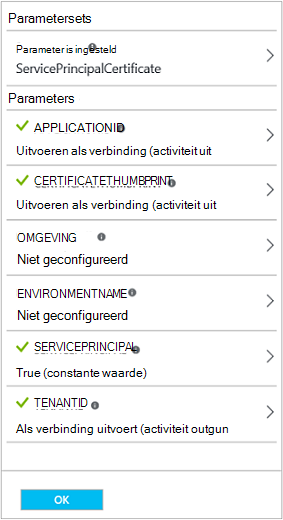 Parametersets
Parameter is ingesteld
ServicePrincipalCertificate
Parameters
APPLICATIONID
Uitvoeren als verbinding (activiteit uit
CERTIFICATETHUMBPRINT
Uitvoeren als verbinding (activiteit uit
OMGEVING
Niet geconfigureerd
ENVIRONMENTNAME
Niet geconfigureerd
SERVICEPRINCIPAL
True (constante waarde)
TENANTID
Als verbinding uitvoert (activiteit outgun
OK